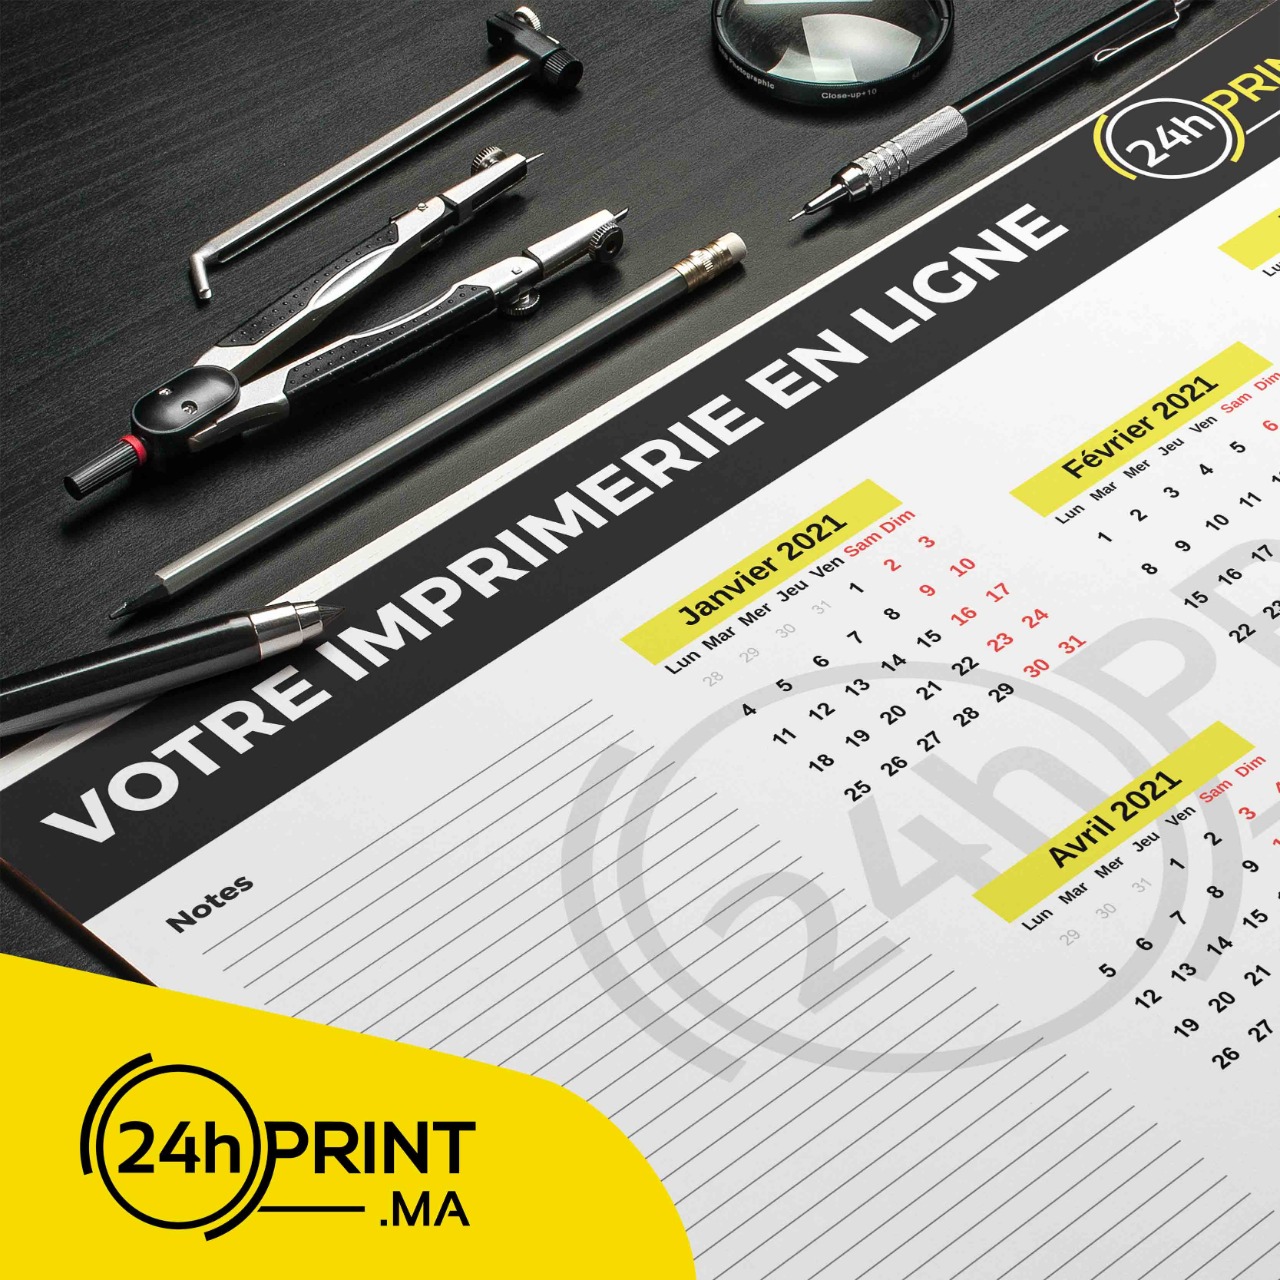 Photographic
Close-up+10
24h PRIN
VOTRE IMPRIMERIE EN LIGNE
Janvier 2021
Lun Mar Mer Jeu Ven Sam Dim
28 29 30 31 1 2 3
4 5 6 7 8 9 10
11 12 13 14 15 16 17
18 19 20 21 22 23 24
25 26 27 28 29 30 31
Février 2021
Lun Mar Mer Jeu Ven Sam Dim
1 2 3 4 5 6
8 9 10 11
15 16 17
22 23
Avril 2021
Lun Mar Mer Jeu Ven Sam Dim
29 30 31 1 2 3
5 6 7 8 9
12 13 14 15
19 20 21
26 27
Notes
24h P
24h PRINT
.MA